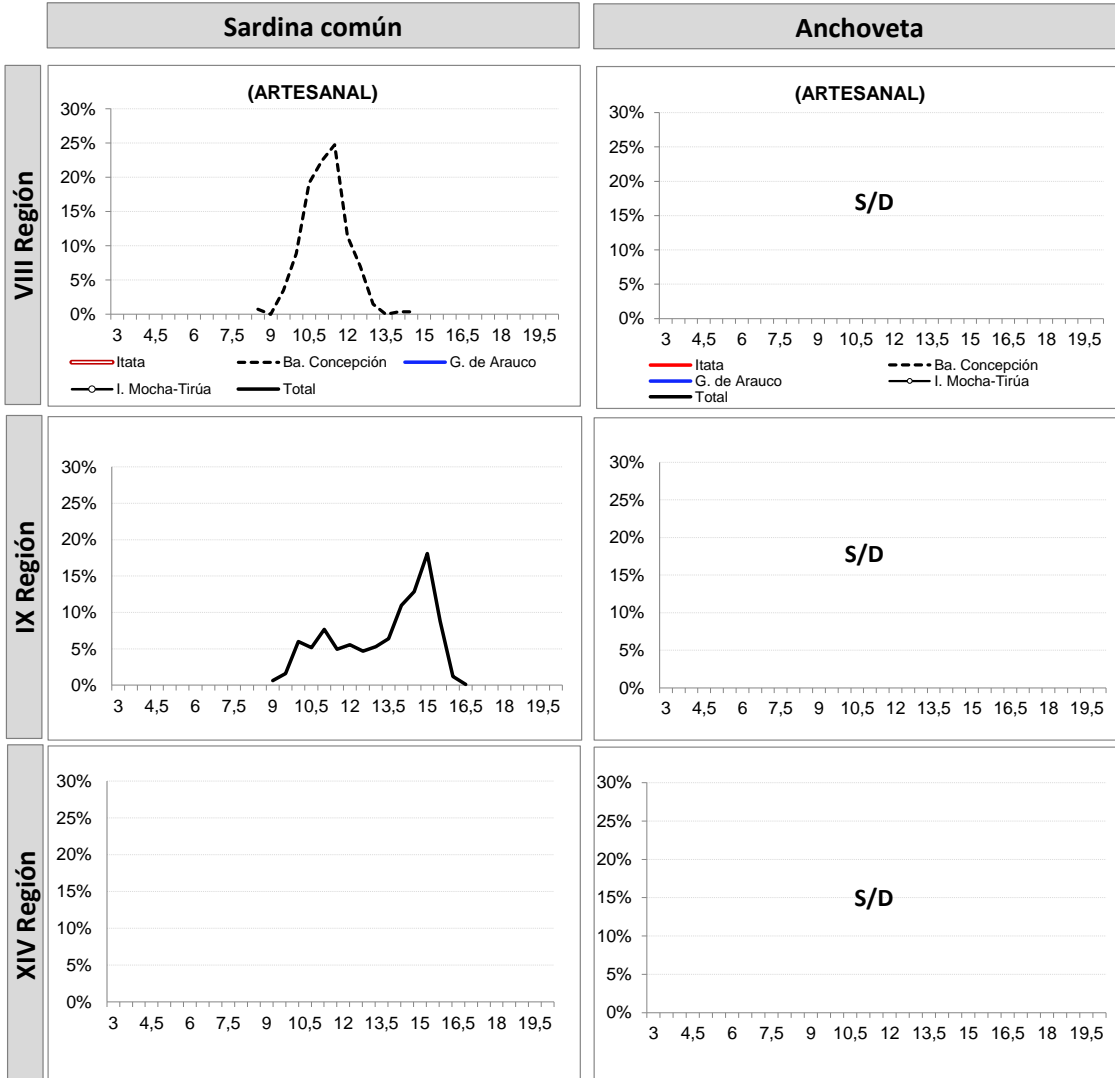 Sardina común
Anchoveta
VIII Región
(ARTESANAL)
30%
25%
20%
15%
10%
5%
0%
3 4,5 6 7,5 9 10,5 12 13,5 15 16,5 18 19,5
Itata Ba. Concepción G. de Arauco
I. Mocha-Tirúa Total
(ARTESANAL)
30%
25%
20%
S/D
15%
10%
5%
0%
3 4,5 6 7,5 9 10,5 12 13,5 15 16,5 18 19,5
Itata Ba. Concepción
G. de Arauco I. Mocha-Tirúa
Total
IX Región
30%
25%
20%
15%
10%
5%
0%
3 4,5 6 7,5 9 10,5 12 13,5 15 16,5 18 19,5
30%
25%
20%
S/D
15%
10%
5%
0%
3 4,5 6 7,5 9 10,5 12 13,5 15 16,5 18 19,5
XIV Región
30%
25%
20%
15%
10%
5%
0%
3 4,5 6 7,5 9 10,5 12 13,5 15 16,5 18 19,5
30%
25%
20%
15%
S/D
10%
5%
0%
3 4,5 6 7,5 9 10,5 12 13,5 15 16,5 18 19,5